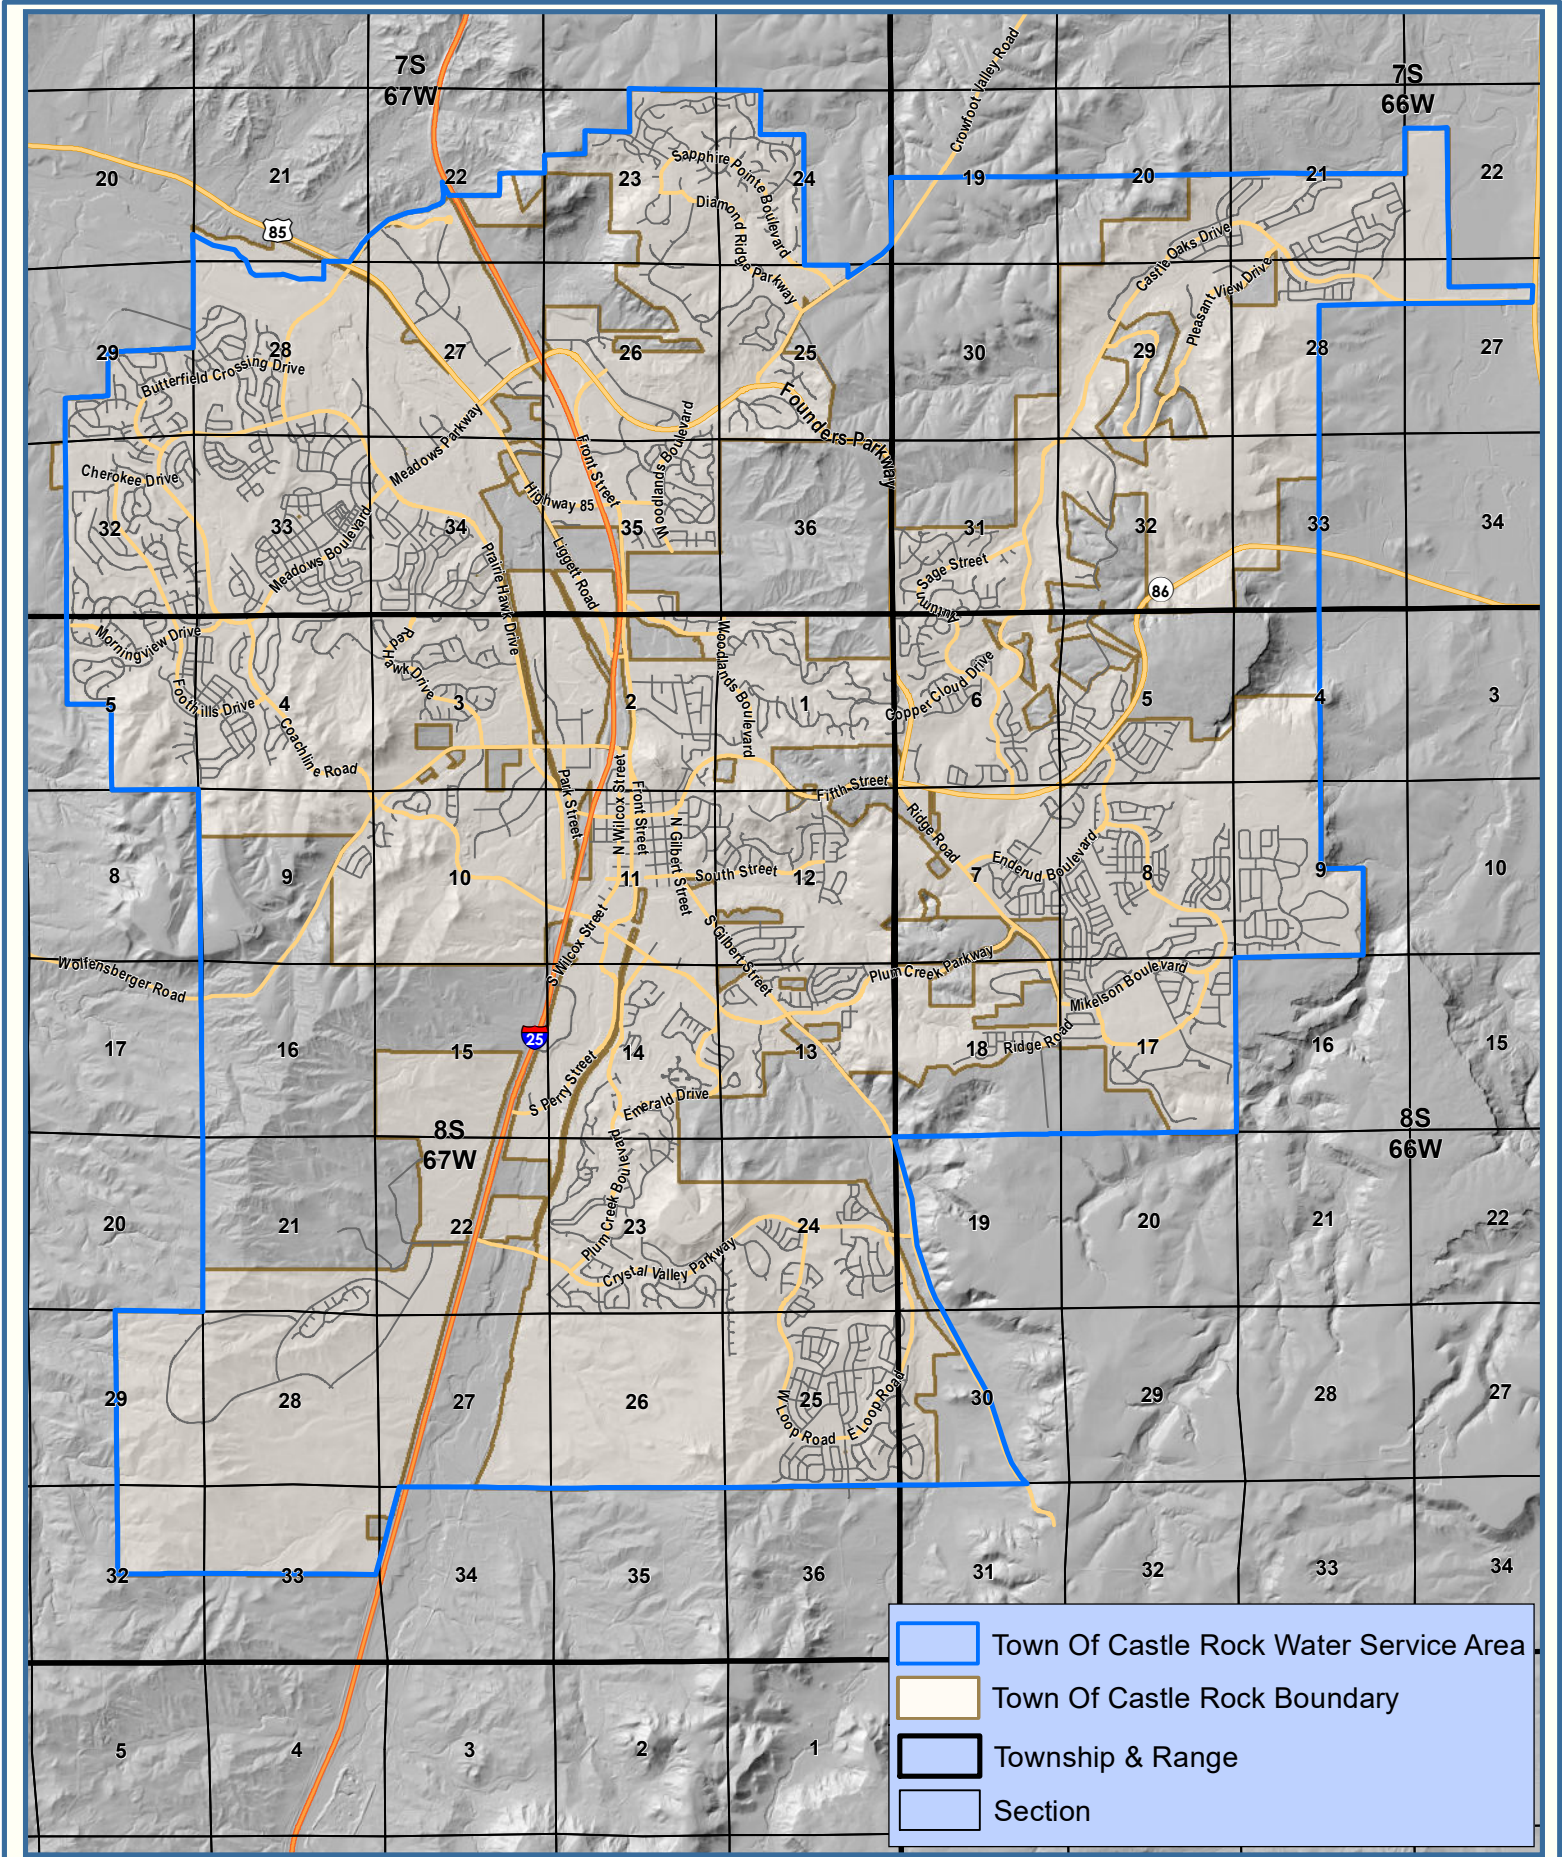 7S
67W
7S
66W
Crowfoot Valley Road
20
21
22
23
24
19
20
21
22
85
Sapphire Pointe Boulevard
Diamond Ridge Parkway
Castle Oaks Drive
Pleasant View Drive
29
28
27
26
25
30
29
28
27
Butterfield Crossing Drive
Founders Parkway
Meadows Parkway
Front Street
Woodlands Boulevard
Cherokee Drive
Highway 85
32
33
34
35
36
31
32
33
34
Meadows Boulevard
Prairie Hawk Drive
Liggett Road
Sage Street
Autumn
86
Morningview Drive
Red Hawk Drive
Woodlands Boulevard
Foothills Drive
Copper Cloud Drive
5
4
3
2
1
6
5
4
3
Coachline Road
Park Street
N Wilcox Street
Front Street
N Gilbert Street
Fifth Street
Ridge Road
Enderud Boulevard
South Street
8
9
10
11
12
7
8
9
10
S Wilcox Street
S Gilbert Street
Plum Creek Parkway
Wolfensberger Road
Mikelson Boulevard
Ridge Road
25
17
16
15
14
13
18
17
16
15
S Perry Street
Emerald Drive
8S
67W
8S
66W
Plum Creek Boulevard
20
21
22
23
24
19
20
21
22
Crystal Valley Parkway
29
28
27
26
25
30
29
28
27
W Loop Road
E Loop Road
32
33
34
35
36
31
32
33
34
5
4
3
2
1
Town Of Castle Rock Water Service Area
Town Of Castle Rock Boundary
Township & Range
Section